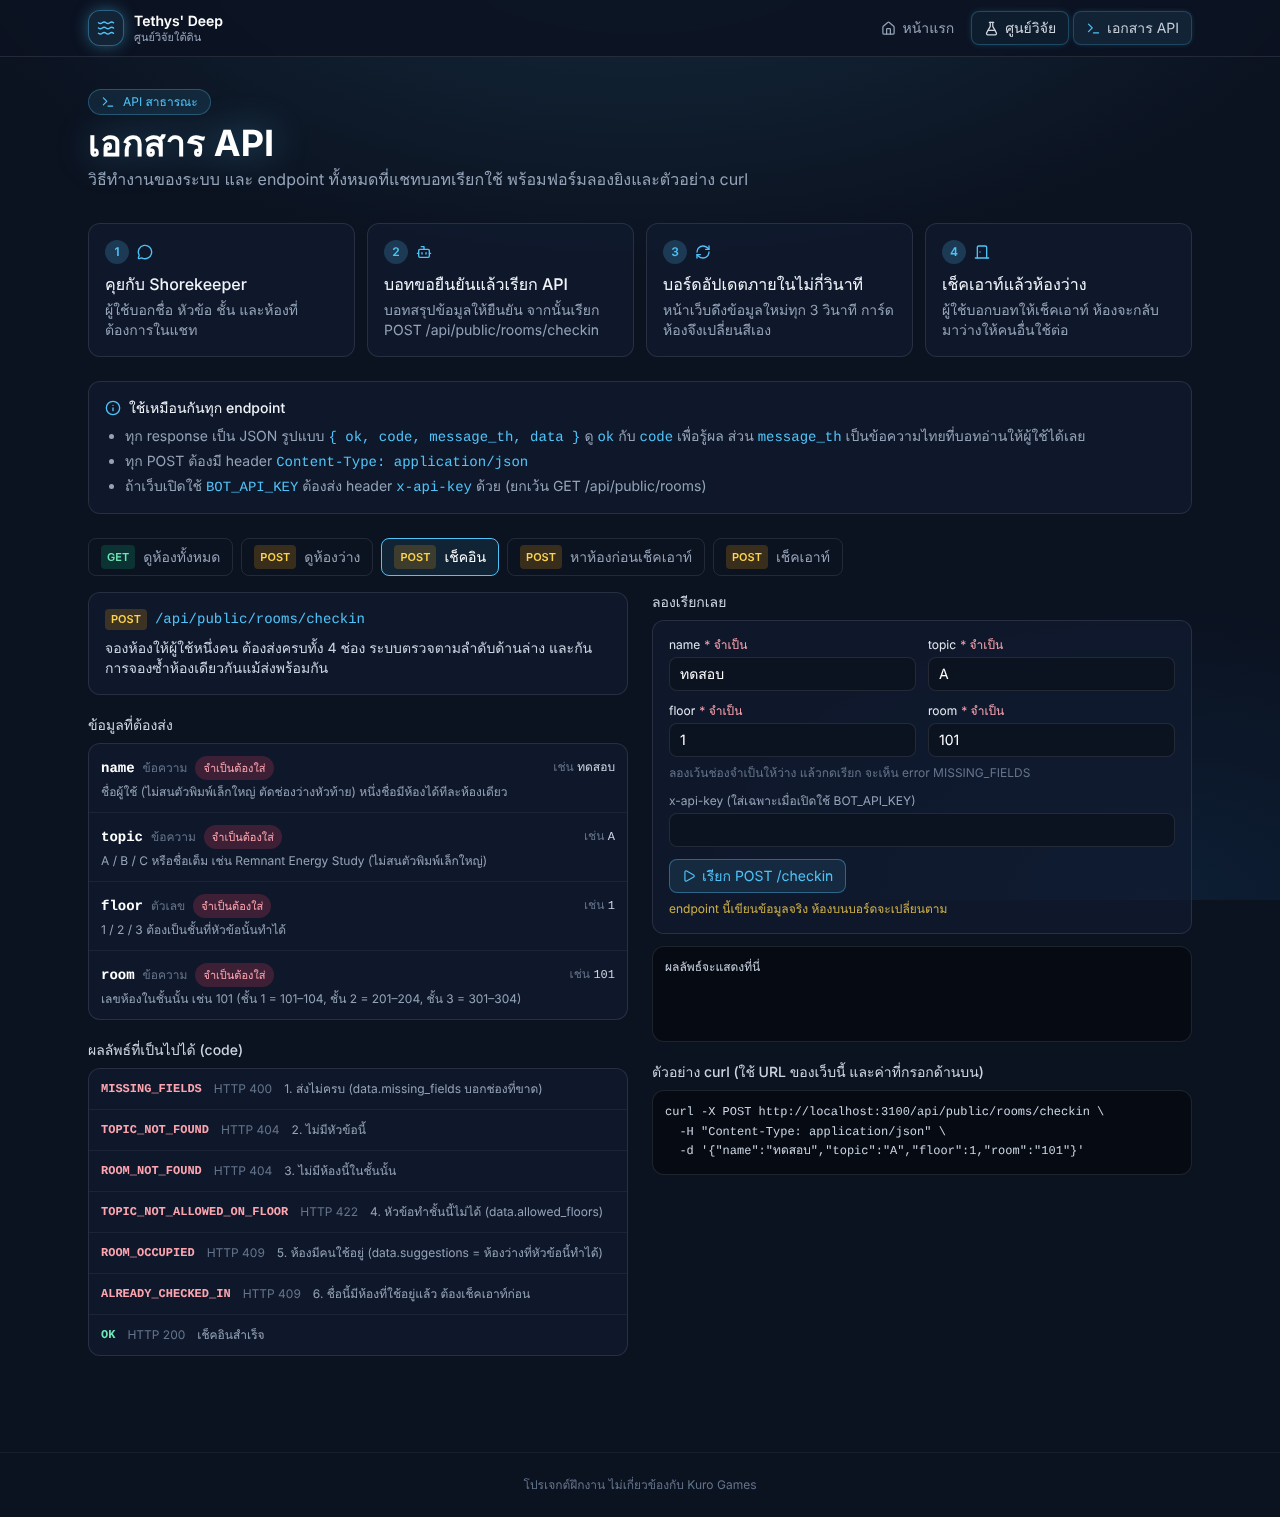 Tethys' Deep
ศูนย์วิจัยใต้ดิน
หน้าแรก
ศูนย์วิจัย
เอกสาร API
API สาธารณะ
เอกสาร API
วิธีทำงานของระบบ และ endpoint ทั้งหมดที่แชทบอทเรียกใช้ พร้อมฟอร์มลองยิงและตัวอย่าง curl
1
คุยกับ Shorekeeper
ผู้ใช้บอกชื่อ หัวข้อ ชั้น และห้องที่
ต้องการในแชท
2
บอทขอยืนยันแล้วเรียก API
บอทสรุปข้อมูลให้ยืนยัน จากนั้นเรียก
POST /api/public/rooms/checkin
3
บอร์ดอัปเดตภายในไม่กี่วินาที
หน้าเว็บดึงข้อมูลใหม่ทุก 3 วินาที การ์ด
ห้องจึงเปลี่ยนสีเอง
4
เช็คเอาท์แล้วห้องว่าง
ผู้ใช้บอกบอทให้เช็คเอาท์ ห้องจะกลับ
มาว่างให้คนอื่นใช้ต่อ
ใช้เหมือนกันทุก endpoint
• ทุก response เป็น JSON รูปแบบ { ok, code, message_th, data } ดู ok กับ code เพื่อรู้ผล ส่วน message_th เป็นข้อความไทยที่บอทอ่านให้ผู้ใช้ได้เลย
• ทุก POST ต้องมี header Content-Type: application/json
• ถ้าเว็บเปิดใช้ BOT_API_KEY ต้องส่ง header x-api-key ด้วย (ยกเว้น GET /api/public/rooms)
GET ดูห้องทั้งหมด
POST ดูห้องว่าง
POST เช็คอิน
POST หาห้องก่อนเช็คเอาท์
POST เช็คเอาท์
POST /api/public/rooms/checkin
จองห้องให้ผู้ใช้หนึ่งคน ต้องส่งครบทั้ง 4 ช่อง ระบบตรวจตามลำดับด้านล่าง และกัน
การจองซ้ำห้องเดียวกันแม้ส่งพร้อมกัน
ข้อมูลที่ต้องส่ง
name ข้อความ จำเป็นต้องใส่ เช่น ทดสอบ
ชื่อผู้ใช้ (ไม่สนตัวพิมพ์เล็กใหญ่ ตัดช่องว่างหัวท้าย) หนึ่งชื่อมีห้องได้ทีละห้องเดียว
topic ข้อความ จำเป็นต้องใส่ เช่น A
A / B / C หรือชื่อเต็ม เช่น Remnant Energy Study (ไม่สนตัวพิมพ์เล็กใหญ่)
floor ตัวเลข จำเป็นต้องใส่ เช่น 1
1 / 2 / 3 ต้องเป็นชั้นที่หัวข้อนั้นทำได้
room ข้อความ จำเป็นต้องใส่ เช่น 101
เลขห้องในชั้นนั้น เช่น 101 (ชั้น 1 = 101–104, ชั้น 2 = 201–204, ชั้น 3 = 301–304)
ผลลัพธ์ที่เป็นไปได้ (code)
MISSING_FIELDS HTTP 400 1. ส่งไม่ครบ (data.missing_fields บอกช่องที่ขาด)
TOPIC_NOT_FOUND HTTP 404 2. ไม่มีหัวข้อนี้
ROOM_NOT_FOUND HTTP 404 3. ไม่มีห้องนี้ในชั้นนั้น
TOPIC_NOT_ALLOWED_ON_FLOOR HTTP 422 4. หัวข้อทำชั้นนี้ไม่ได้ (data.allowed_floors)
ROOM_OCCUPIED HTTP 409 5. ห้องมีคนใช้อยู่ (data.suggestions = ห้องว่างที่หัวข้อนี้ทำได้)
ALREADY_CHECKED_IN HTTP 409 6. ชื่อนี้มีห้องที่ใช้อยู่แล้ว ต้องเช็คเอาท์ก่อน
OK HTTP 200 เช็คอินสำเร็จ
ลองเรียกเลย
name * จำเป็น
ทดสอบ
topic * จำเป็น
A
floor * จำเป็น
1
room * จำเป็น
101
ลองเว้นช่องจำเป็นให้ว่าง แล้วกดเรียก จะเห็น error MISSING_FIELDS
x-api-key (ใส่เฉพาะเมื่อเปิดใช้ BOT_API_KEY)
เรียก POST /checkin
endpoint นี้เขียนข้อมูลจริง ห้องบนบอร์ดจะเปลี่ยนตาม
ผลลัพธ์จะแสดงที่นี่
ตัวอย่าง curl (ใช้ URL ของเว็บนี้ และค่าที่กรอกด้านบน)
curl -X POST http://localhost:3100/api/public/rooms/checkin \
-H "Content-Type: application/json" \
-d '{"name":"ทดสอบ","topic":"A","floor":1,"room":"101"}'
โปรเจกต์ฝึกงาน ไม่เกี่ยวข้องกับ Kuro Games